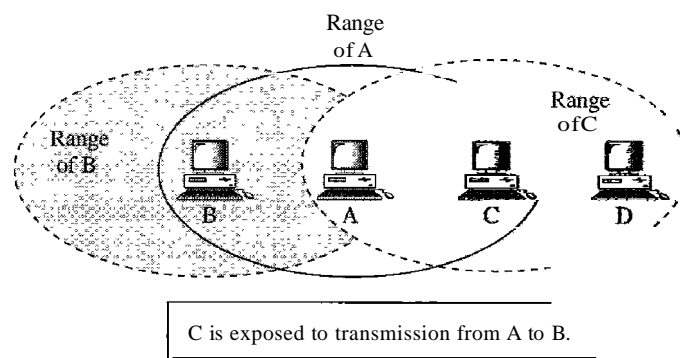 Range
of A
Range
of B
Range
of C
B
A
C
D
C is exposed to transmission from A to B.